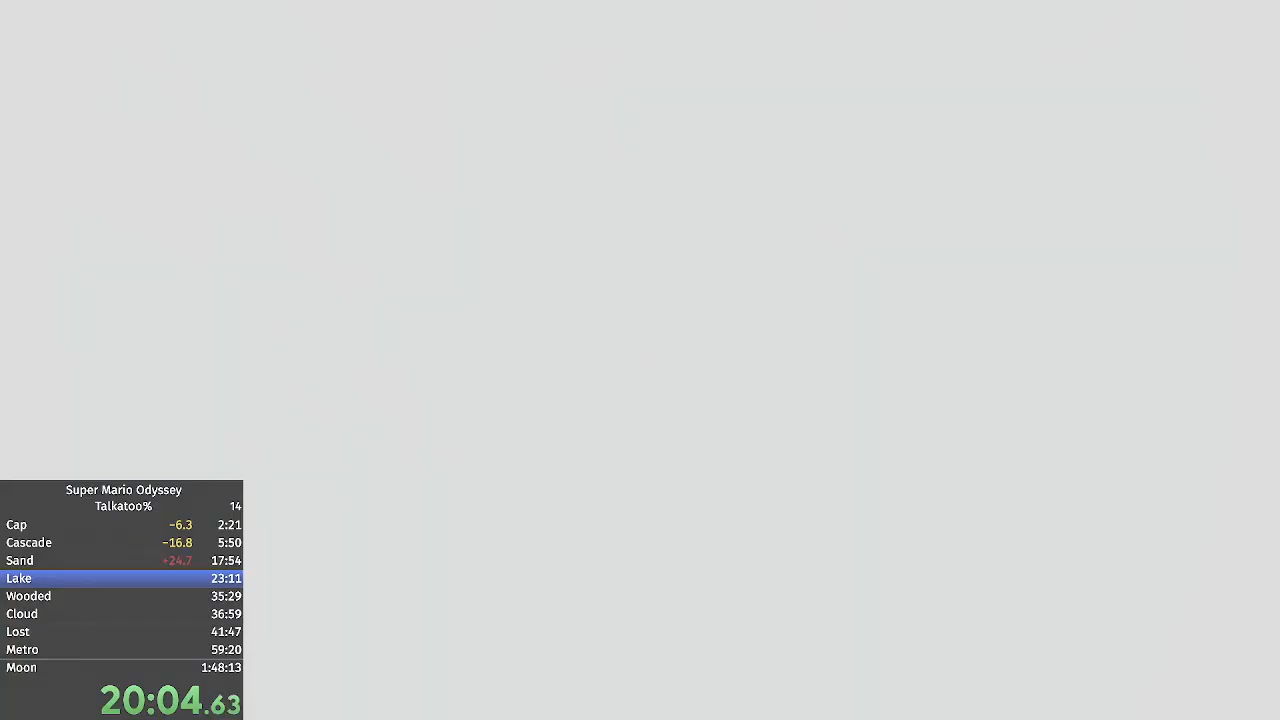 Super Mario Odyssey
Talkatoo% 14
Cap −6.3 2:21
Cascade −16.8 5:50
Sand +24.7 17:54
Lake 23:11
Wooded 35:29
Cloud 36:59
Lost 41:47
Metro 59:20
Moon 1:48:13
20:04.63